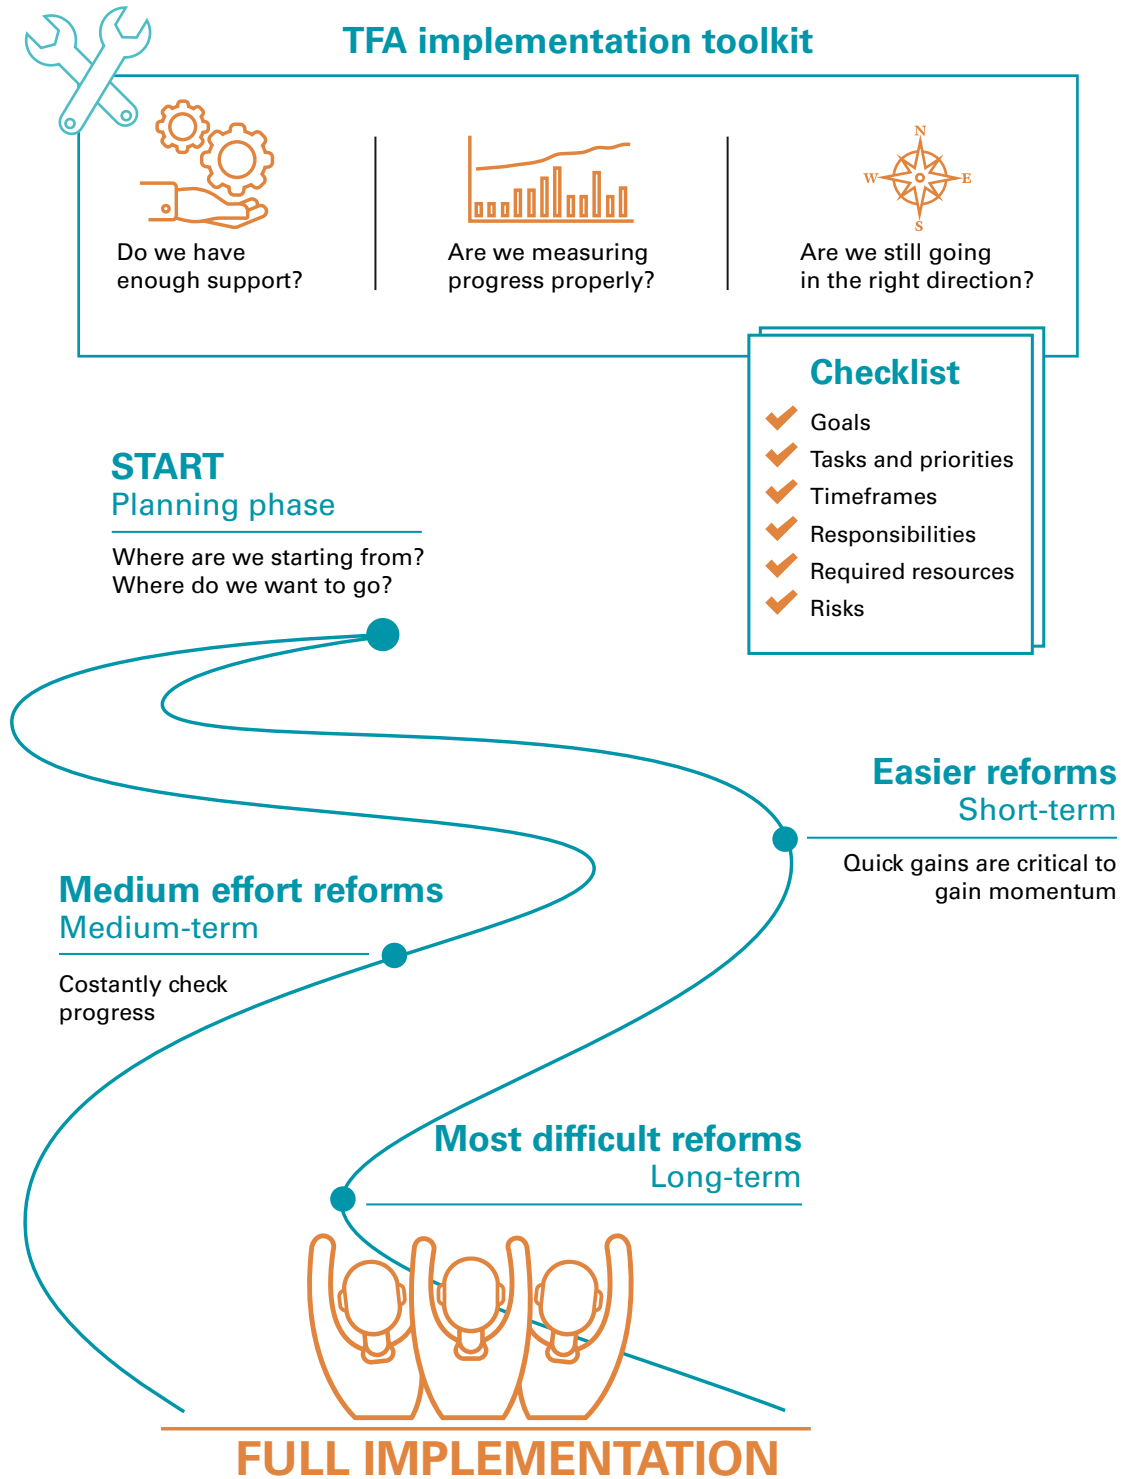 TFA implementation toolkit
N
W
E
S
Do we have
enough support?
Are we measuring
progress properly?
Are we still going
in the right direction?
Checklist
Goals
Tasks and priorities
Timeframes
Responsibilities
Required resources
Risks
START
Planning phase
Where are we starting from?
Where do we want to go?
Easier reforms
Short-term
Quick gains are critical to
gain momentum
Medium effort reforms
Medium-term
Costantly check
progress
Most difficult reforms
Long-term
FULL IMPLEMENTATION